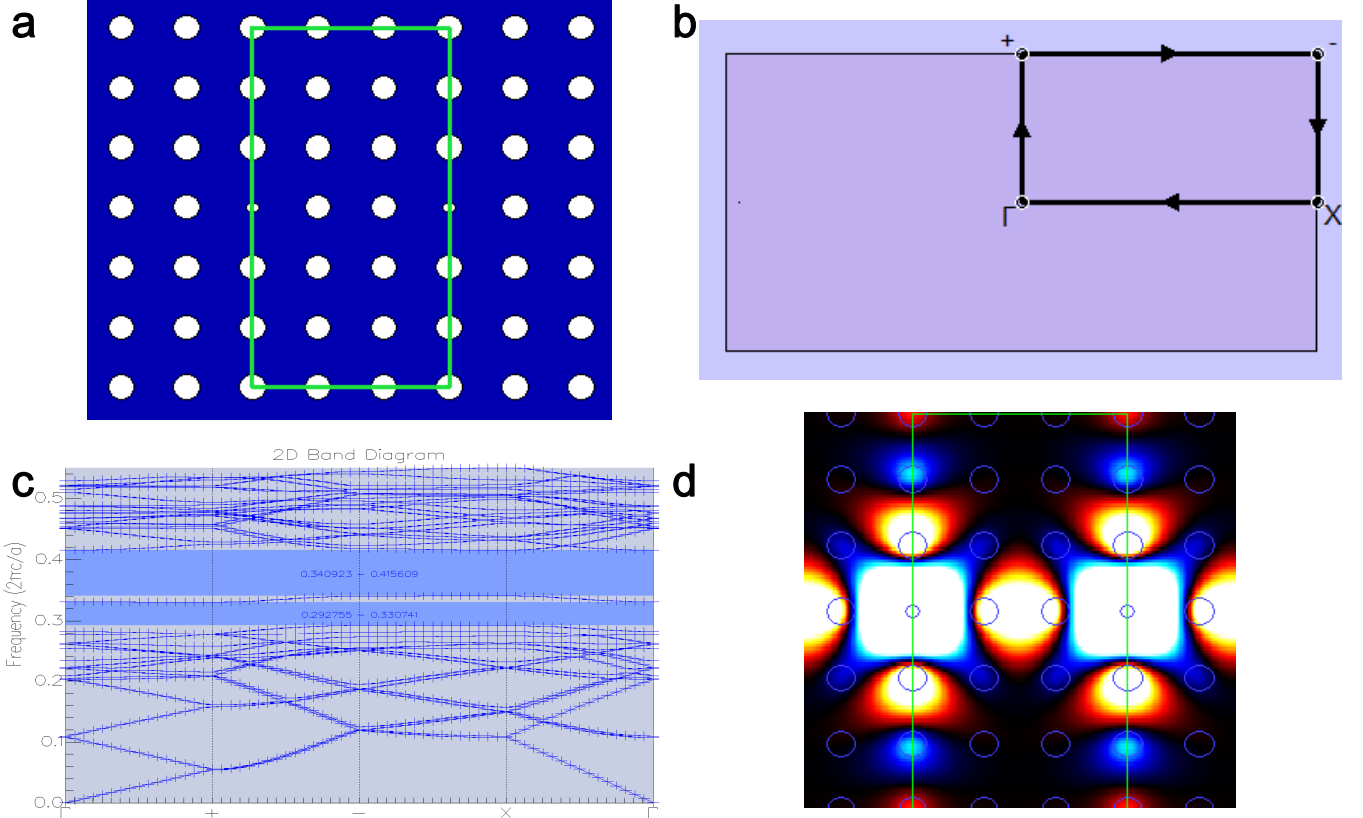 a
b
+
-
Γ
X
c
2D Band Diagram
Frequency (2πc/a)
0.5
0.4
0.3
0.2
0.1
0.0
0.340923 - 0.415609
0.292755 - 0.330741
Γ
+
-
X
Γ
d